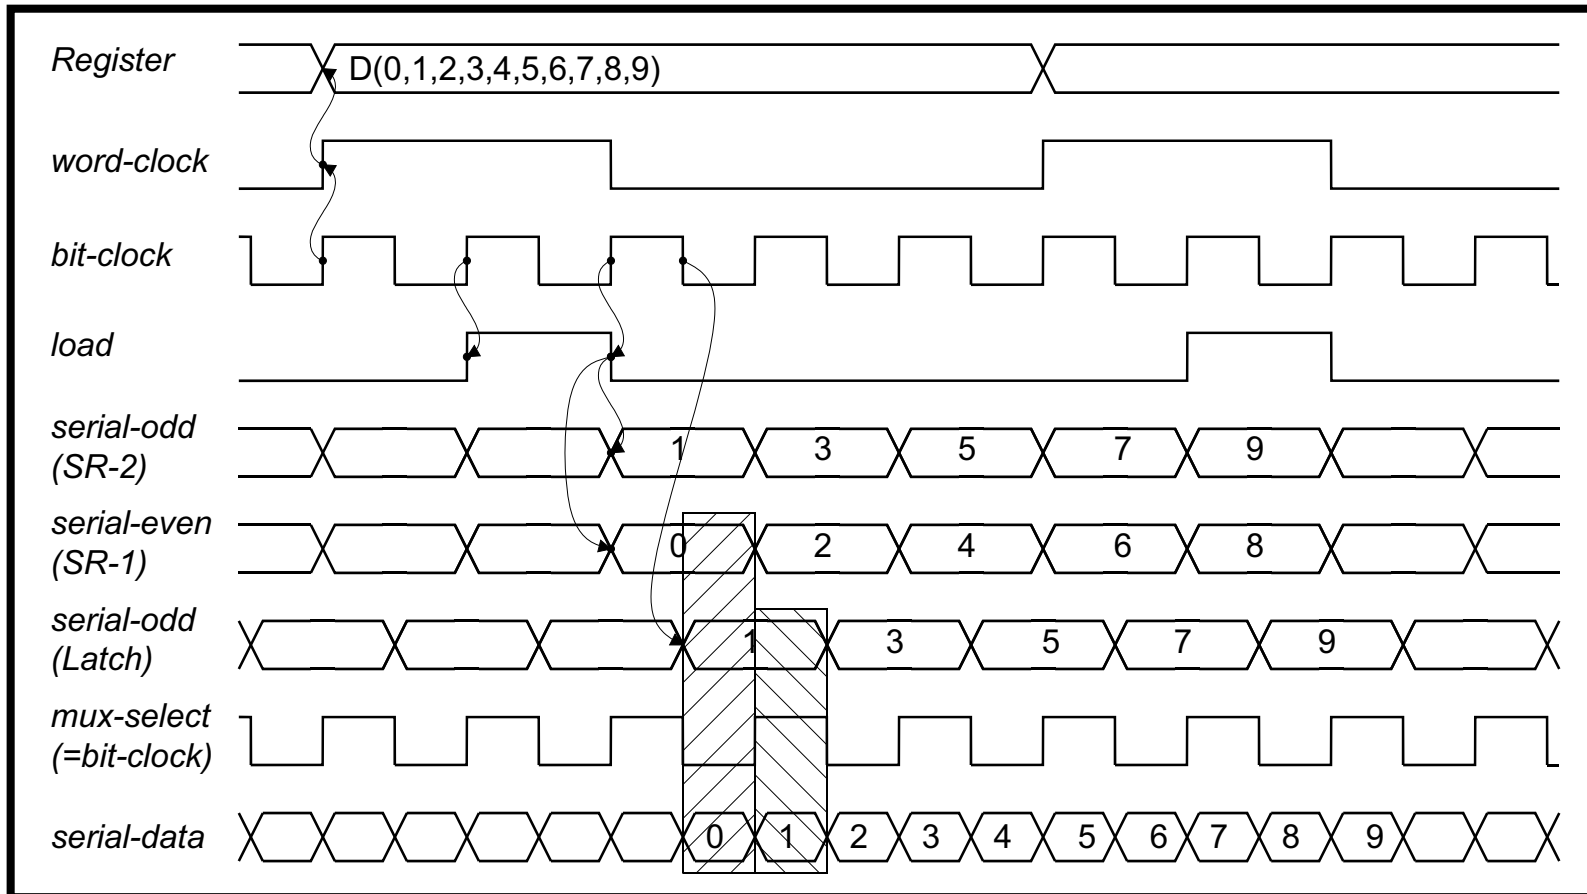 Register
D(0,1,2,3,4,5,6,7,8,9)
word-clock
bit-clock
load
serial-odd
(SR-2)
1 3 5 7 9
serial-even
(SR-1)
0 2 4 6 8
serial-odd
(Latch)
1 3 5 7 9
mux-select
(=bit-clock)
serial-data
0 1 2 3 4 5 6 7 8 9